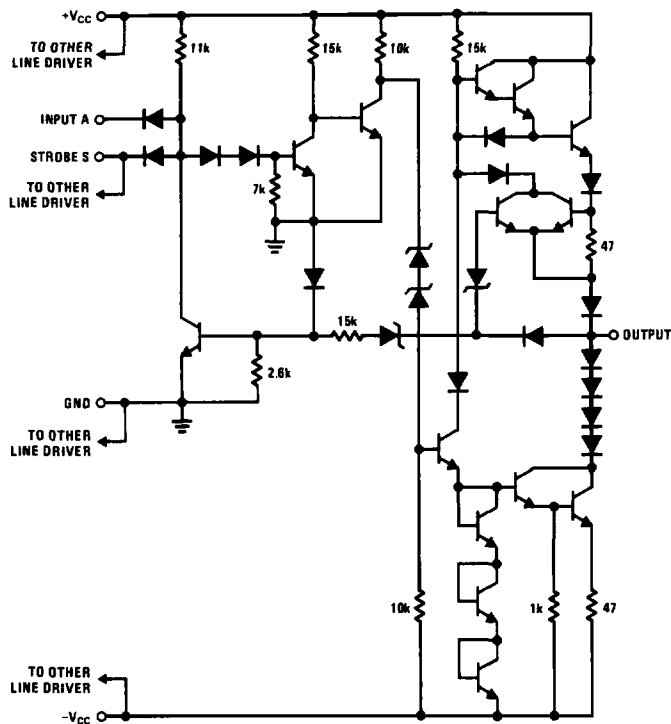 +VCC
TO OTHER
LINE DRIVER
11k
15k
10k
15k
INPUT A
STROBE S
TO OTHER
LINE DRIVER
7k
47
15k
OUTPUT
2.6k
GND
TO OTHER
LINE DRIVER
10k
1k
47
TO OTHER
LINE DRIVER
-VCC